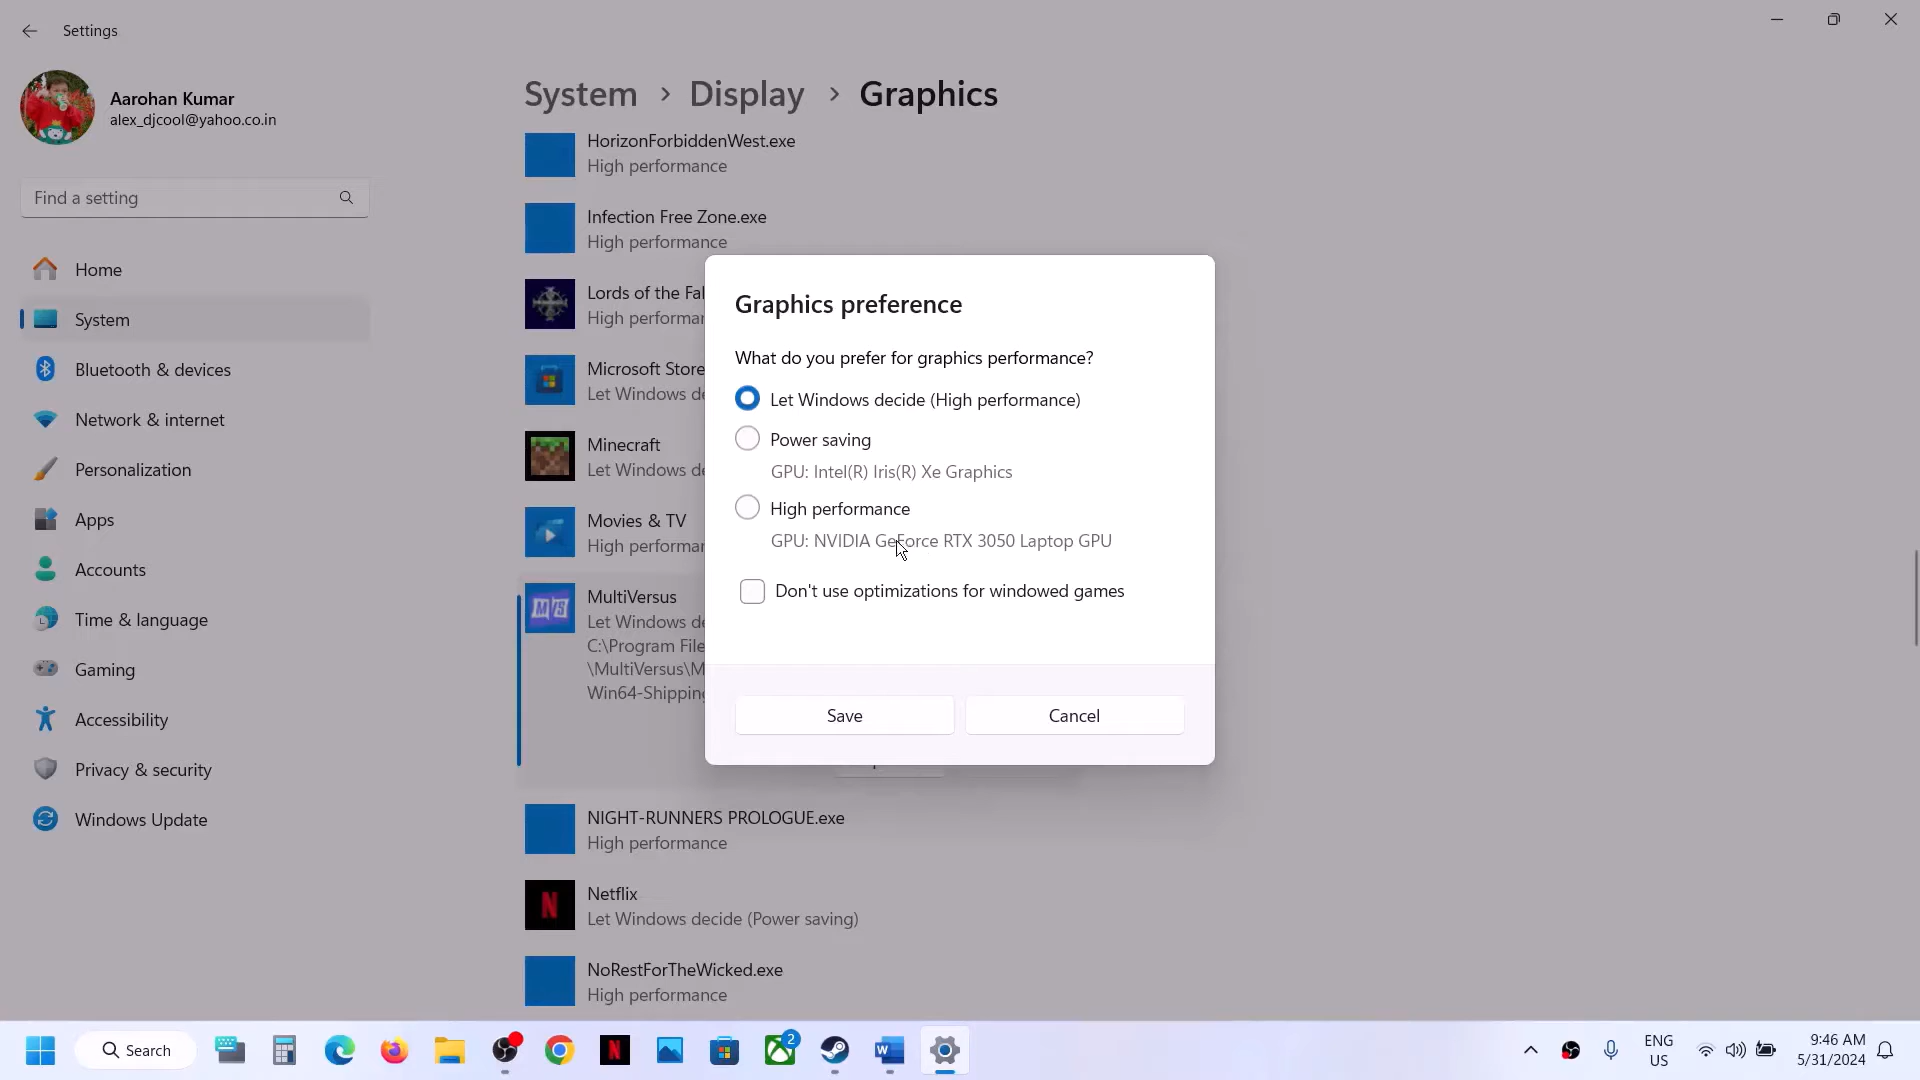 Settings
Aarohan Kumar
alex_djcool@yahoo.co.in
Find a setting
Home
System
Bluetooth & devices
Network & internet
Personalization
Apps
Accounts
Time & language
Gaming
Accessibility
Privacy & security
Windows Update
System > Display > Graphics
HorizonForbiddenWest.exe
High performance
Infection Free Zone.exe
High performance
Lords of the Fal
High performan
Microsoft Store
Let Windows de
Minecraft
Let Windows de
Movies & TV
High performan
MultiVersus
Let Windows de
C:\Program File
\MultiVersus\M
Win64-Shipping
NIGHT-RUNNERS PROLOGUE.exe
High performance
Netflix
Let Windows decide (Power saving)
NoRestForTheWicked.exe
High performance
Graphics preference
What do you prefer for graphics performance?
Let Windows decide (High performance)
Power saving
GPU: Intel(R) Iris(R) Xe Graphics
High performance
GPU: NVIDIA GeForce RTX 3050 Laptop GPU
Don't use optimizations for windowed games
Save
Cancel
Search
2
ENG
US
9:46 AM
5/31/2024